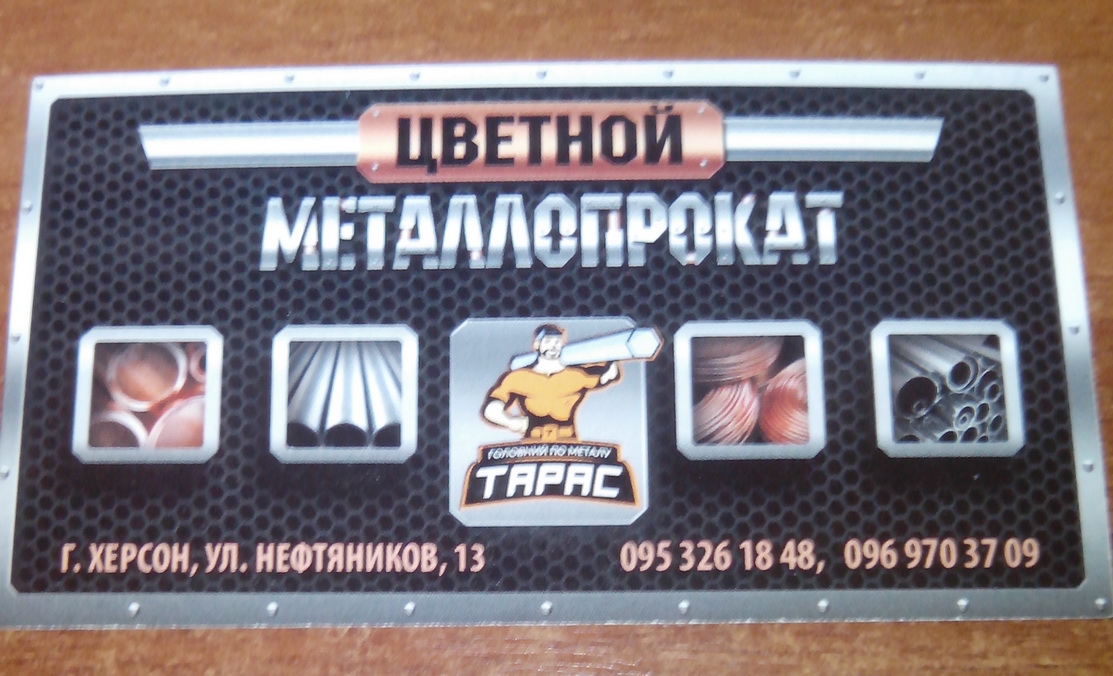 ЦВЕТНОЙ
МЕТАЛЛОПРОКАТ
ГОЛОВНИЙ ПО МЕТАЛУ
ТАРАС
Г. ХЕРСОН, УЛ. НЕФТЯНИКОВ, 13
095 326 18 48, 096 970 37 09